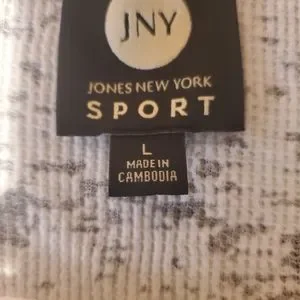 JNY
JONES NEW YORK
SPORT
L
MADE IN
CAMBODIA